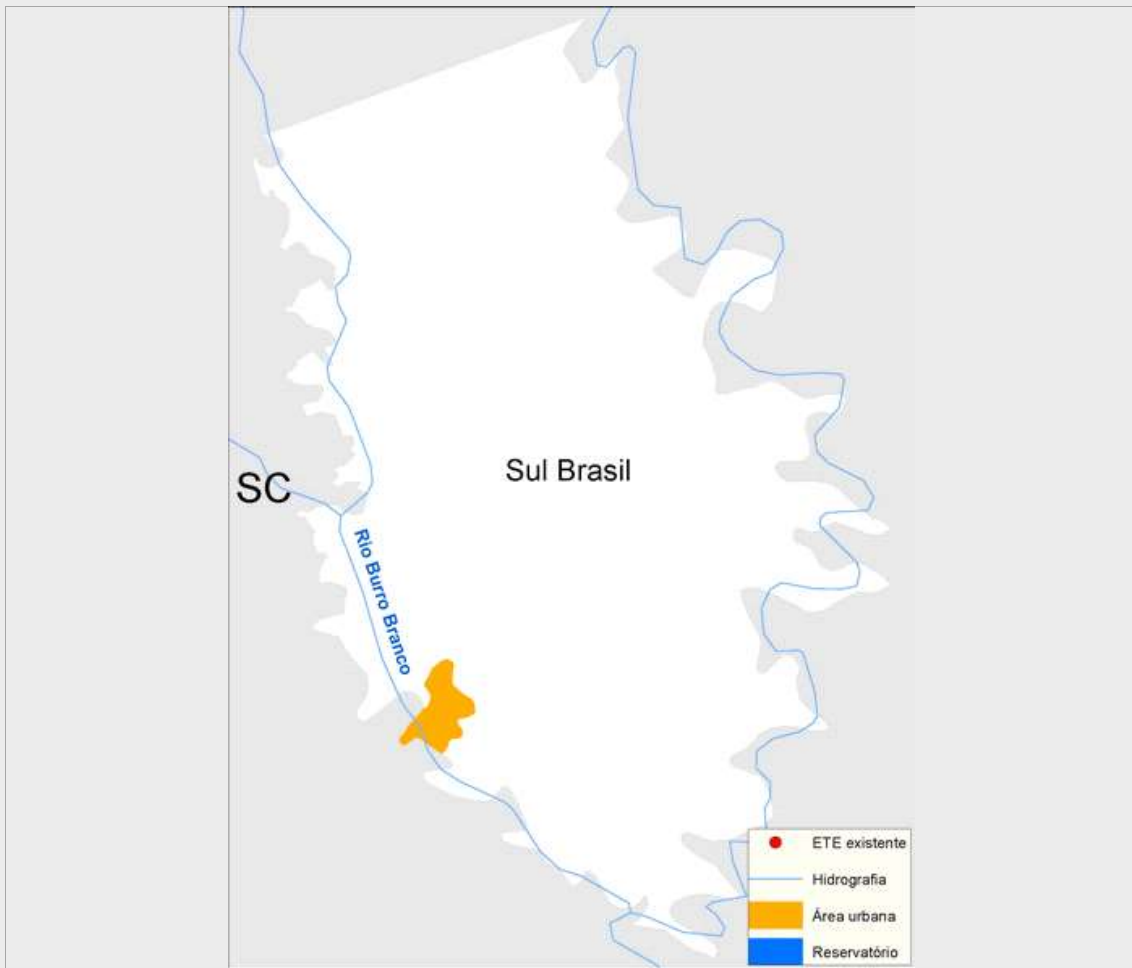 Sul Brasil
SC
Rio Burro Branco
ETE existente
Hidrografia
Área urbana
Reservatório